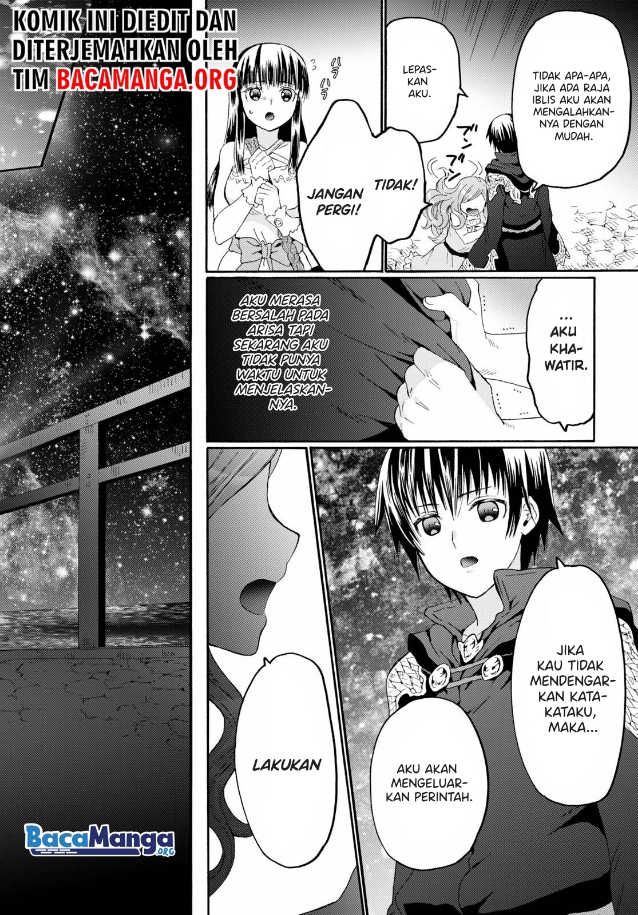 KOMIK INI DIEDIT DAN
DITERJEMAHKAN OLEH
TIM BACAMANGA.ORG
TIDAK APA-APA,
JIKA ADA RAJA
IBLIS AKU AKAN
MENGALAHKAN-
NYA DENGAN
MUDAH.
LEPAS-
KAN
AKU.
TIDAK!
JANGAN
PERGI!
...
AKU
KHA-
WATIR.
AKU MERASA
BERSALAH PADA
ARISA TAPI
SEKARANG AKU
TIDAK PUNYA
WAKTU UNTUK
MENJELASKAN-
NYA.
JIKA
KAU TIDAK
MENDENGAR-
KAN KATA-
KATAKU,
MAKA...
AKU AKAN
MENGELUAR-
KAN PERINTAH.
LAKUKAN
BacaManga
.ORG